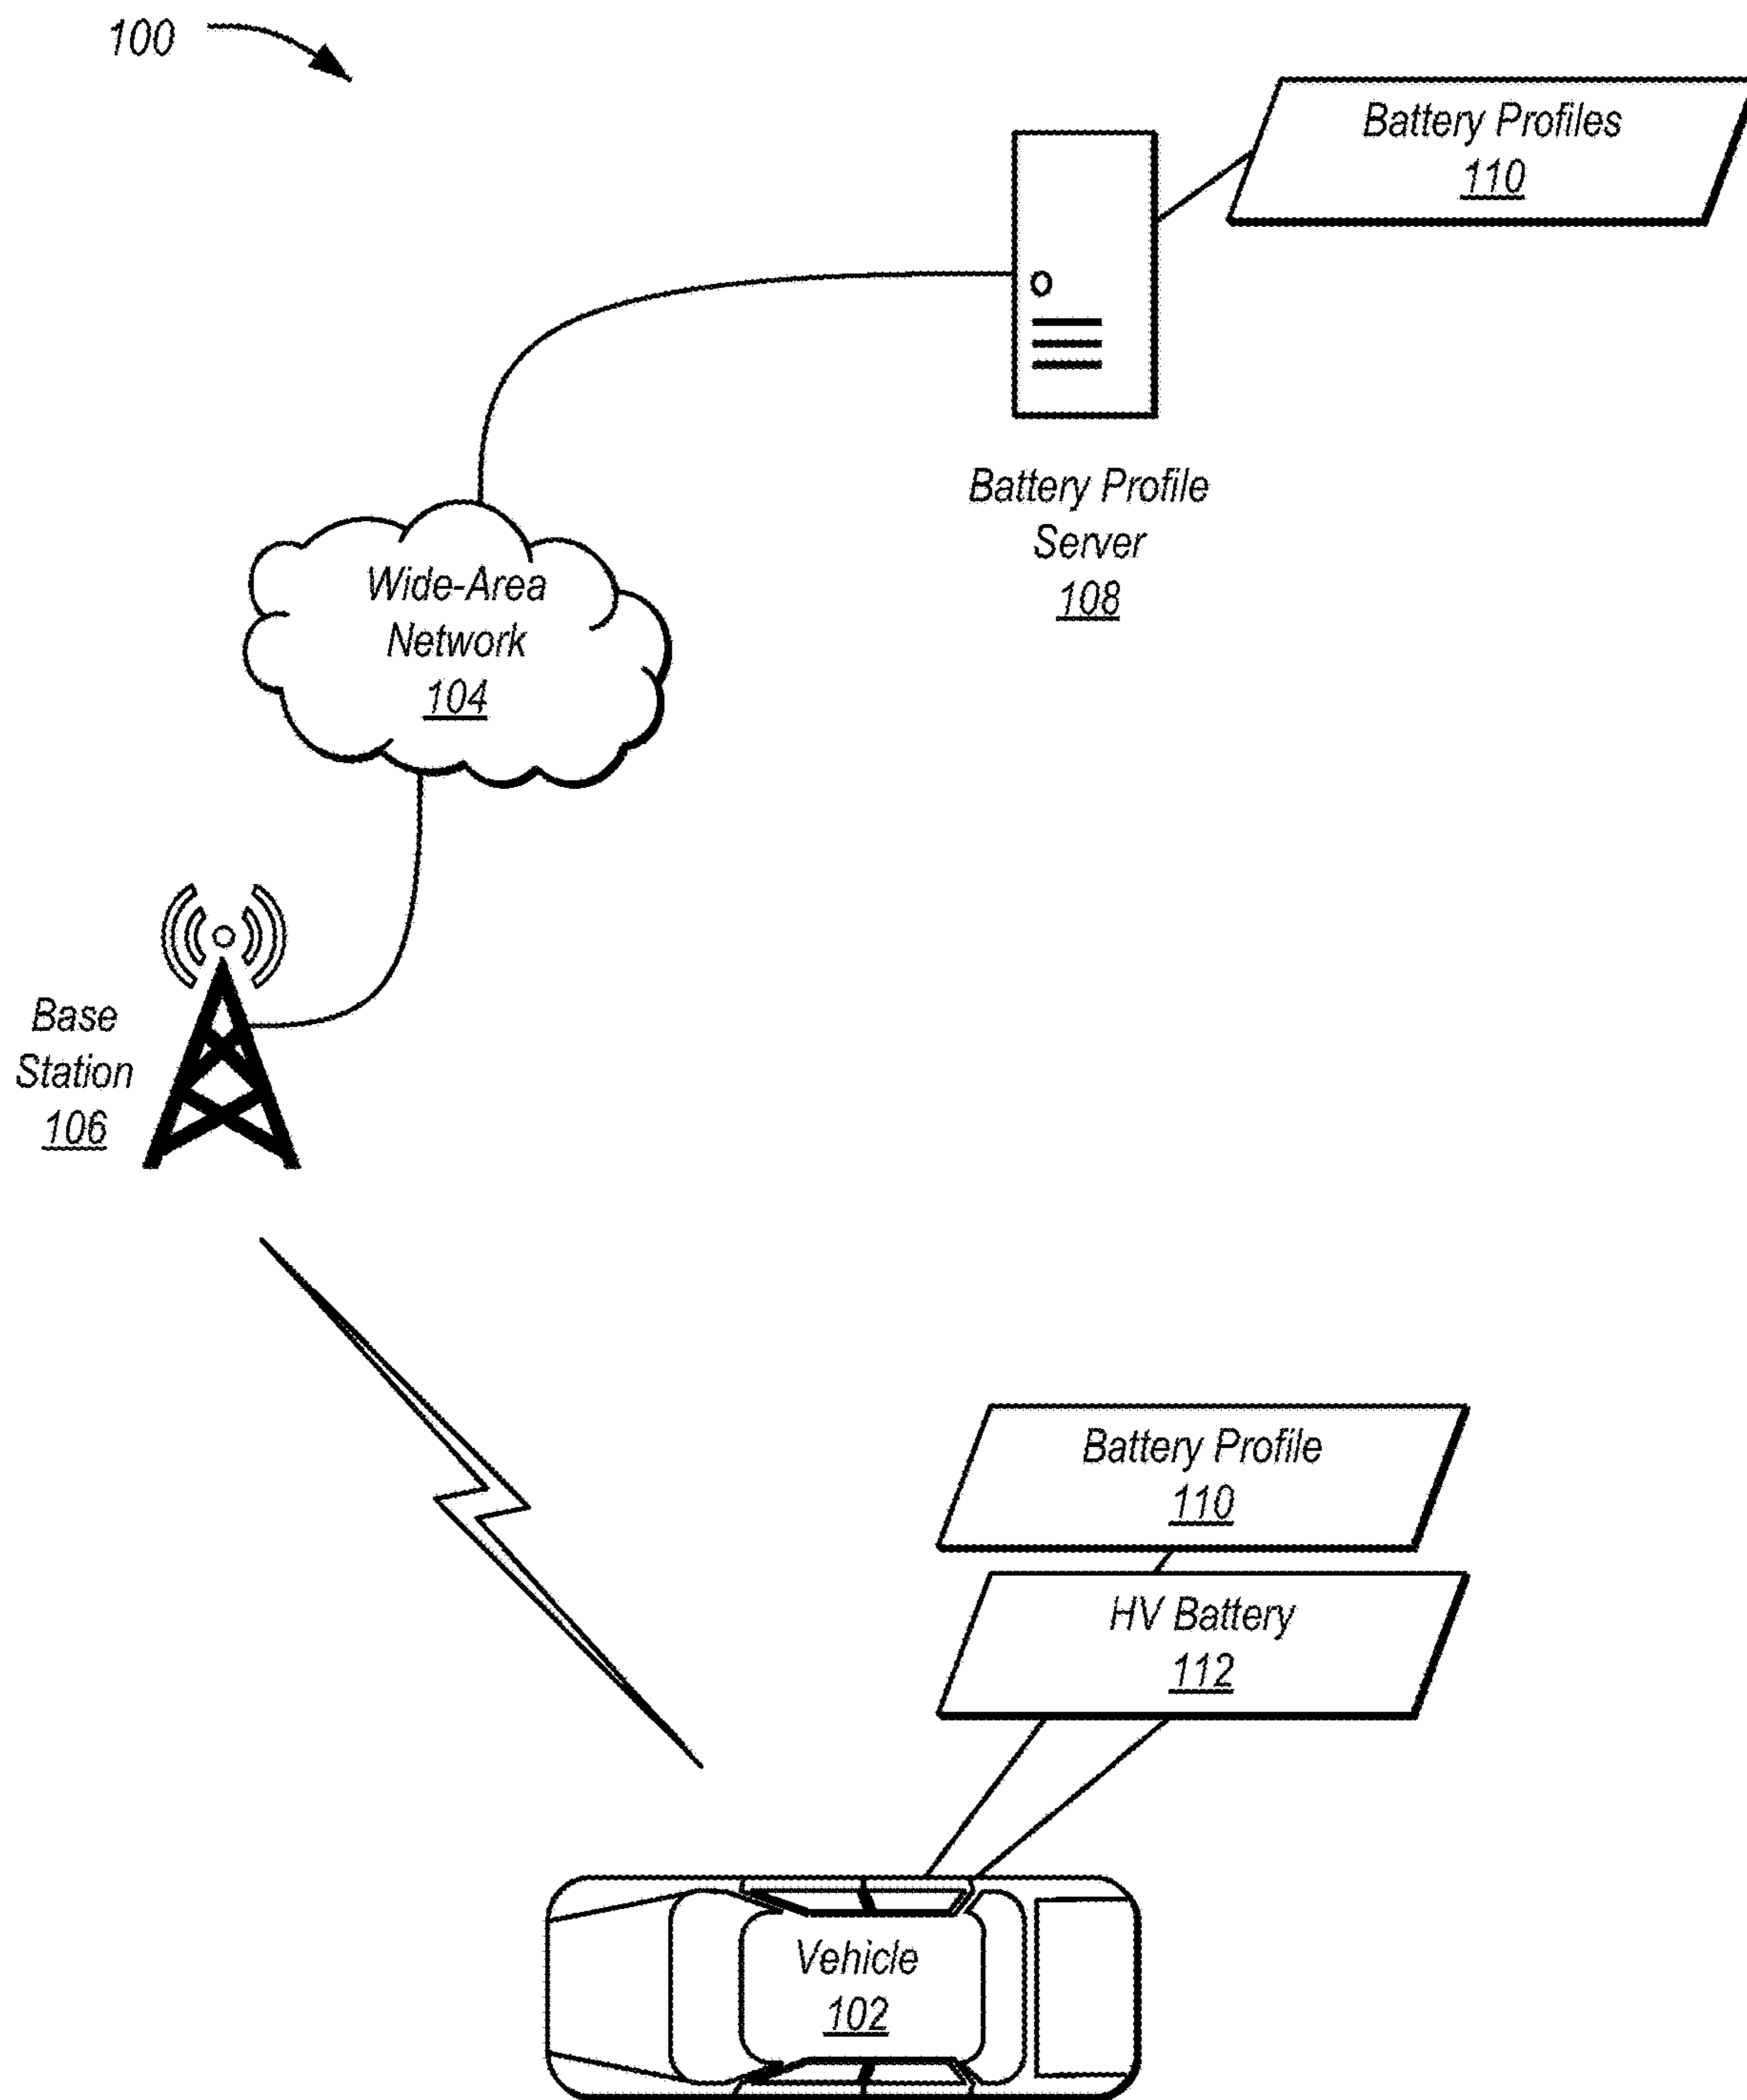 100
Battery Profiles
110
Battery Profile
Server
108
Wide-Area
Network
104
Base
Station
106
Battery Profile
110
HV Battery
112
Vehicle
102